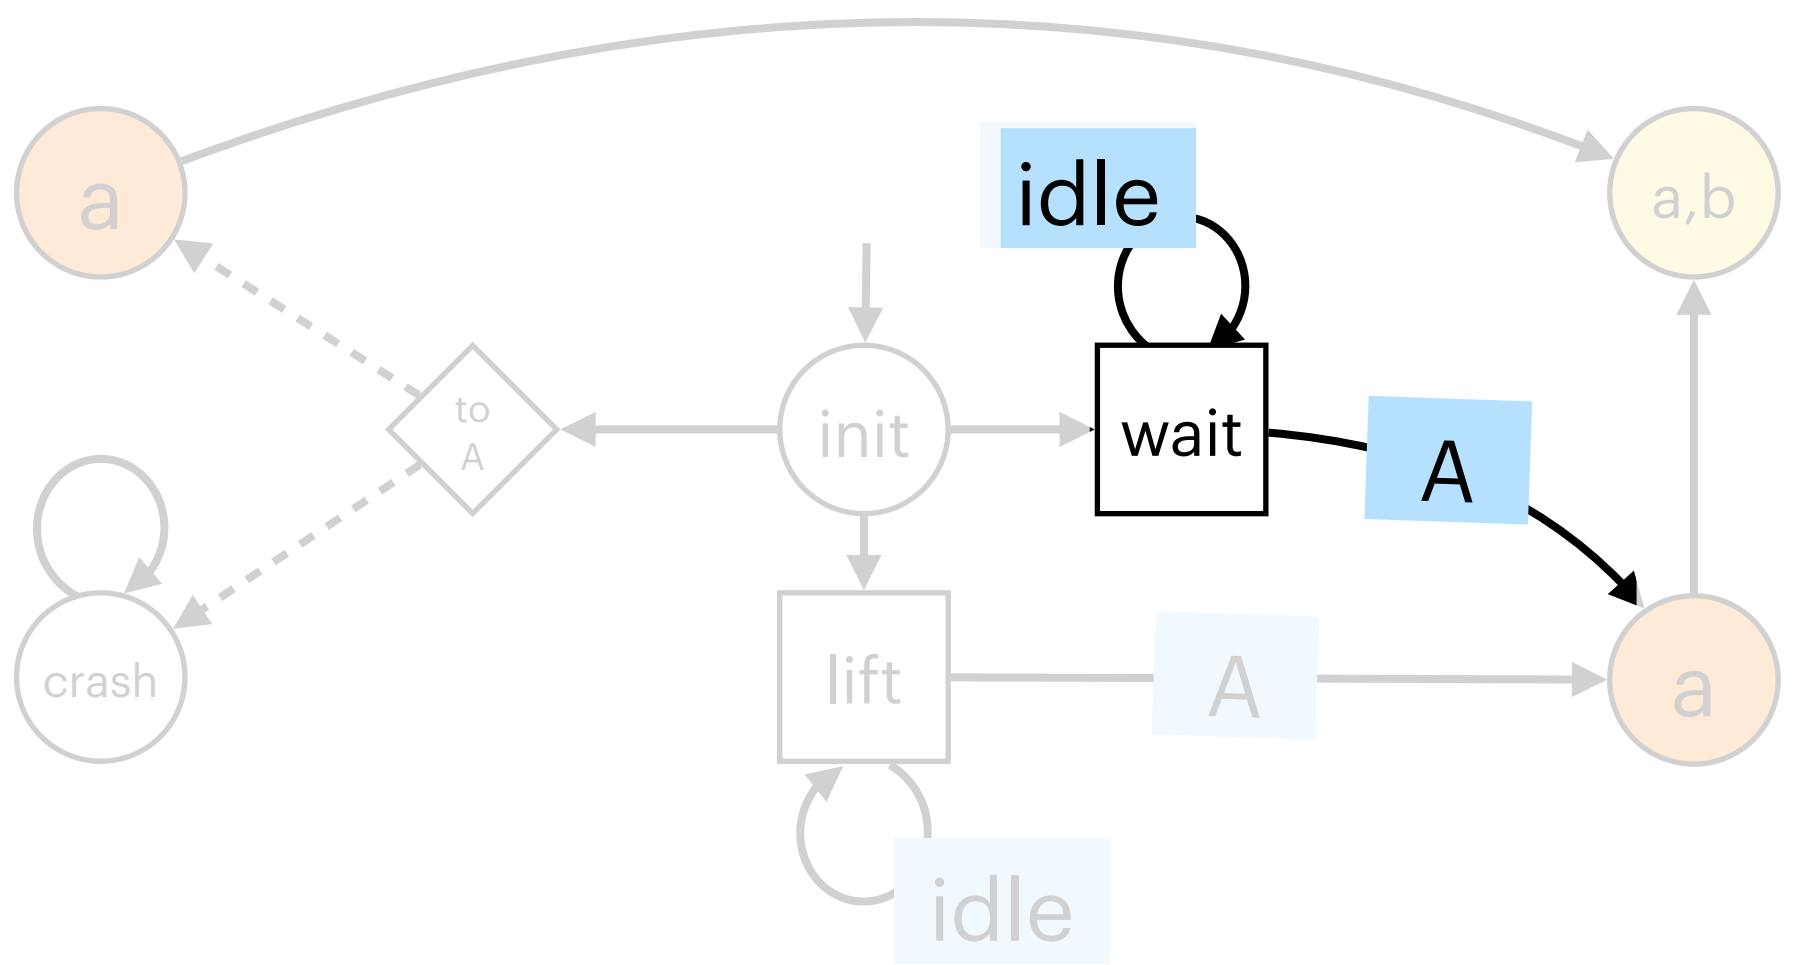 idle
a
a,b
to
A
init
wait
A
crash
lift
A
a
idle